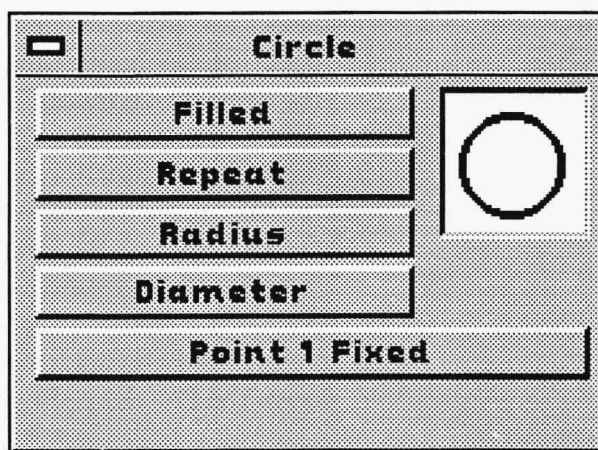 Circle
Filled
Repeat
Radius
Diameter
Point 1 Fixed